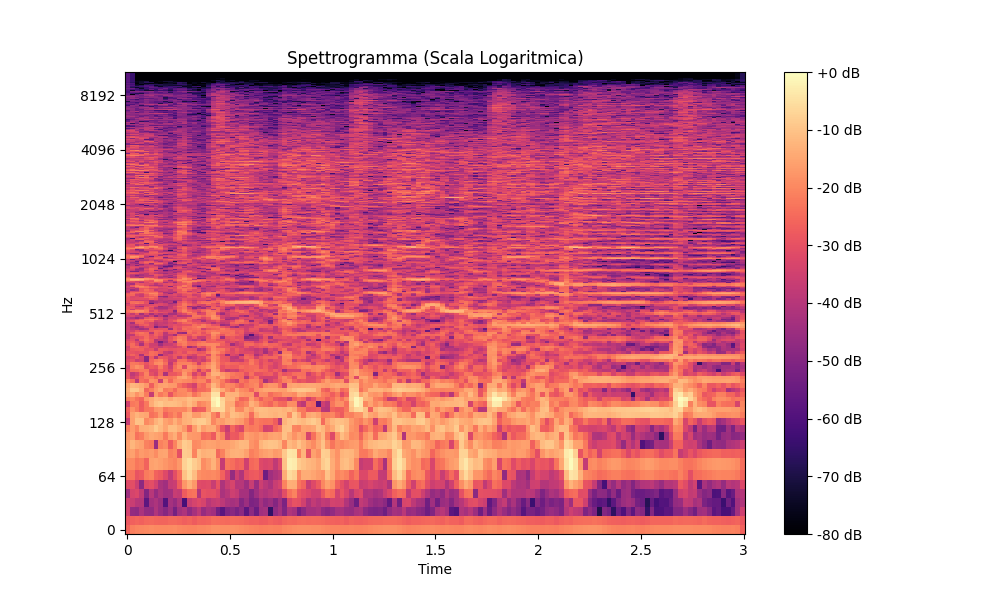 Spettrogramma (Scala Logaritmica)
Hz
8192
4096
2048
1024
512
256
128
64
0
0
0.5
1
1.5
2
2.5
3
Time
+0 dB
-10 dB
-20 dB
-30 dB
-40 dB
-50 dB
-60 dB
-70 dB
-80 dB